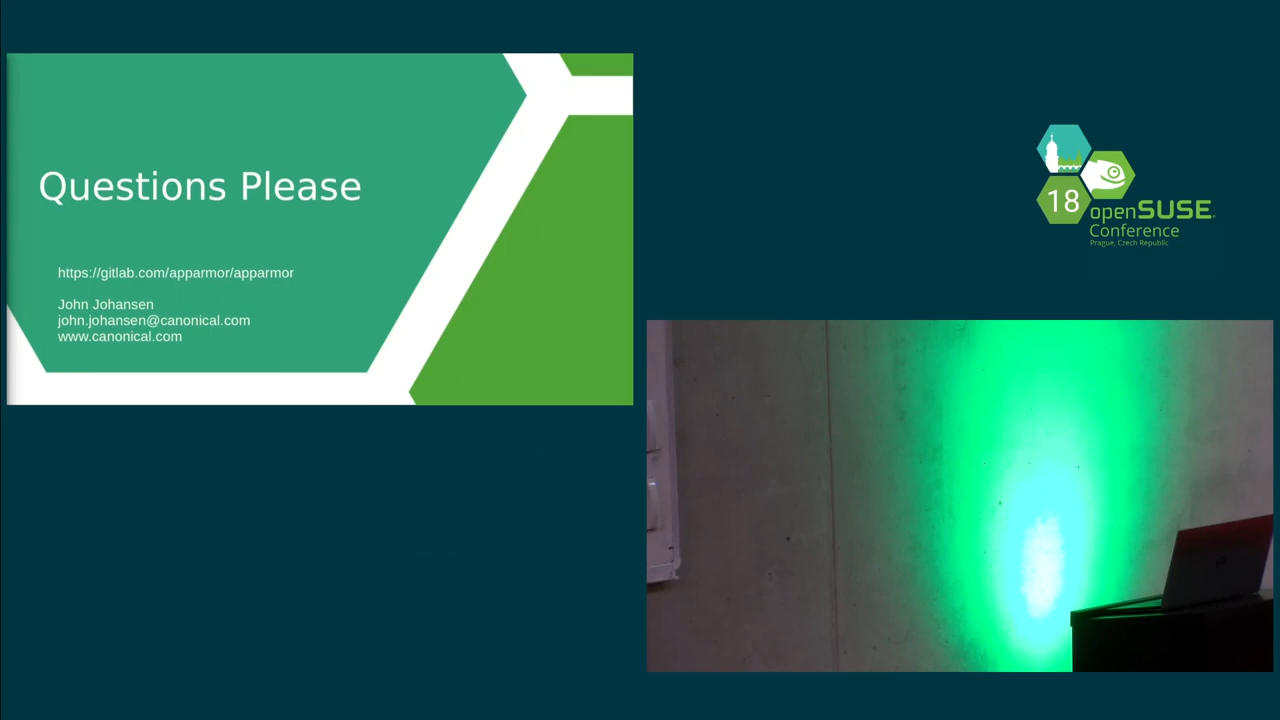 Questions Please
https://gitlab.com/apparmor/apparmor
John Johansen
john.johansen@canonical.com
www.canonical.com
18
openSUSE
Conference
Prague, Czech Republic